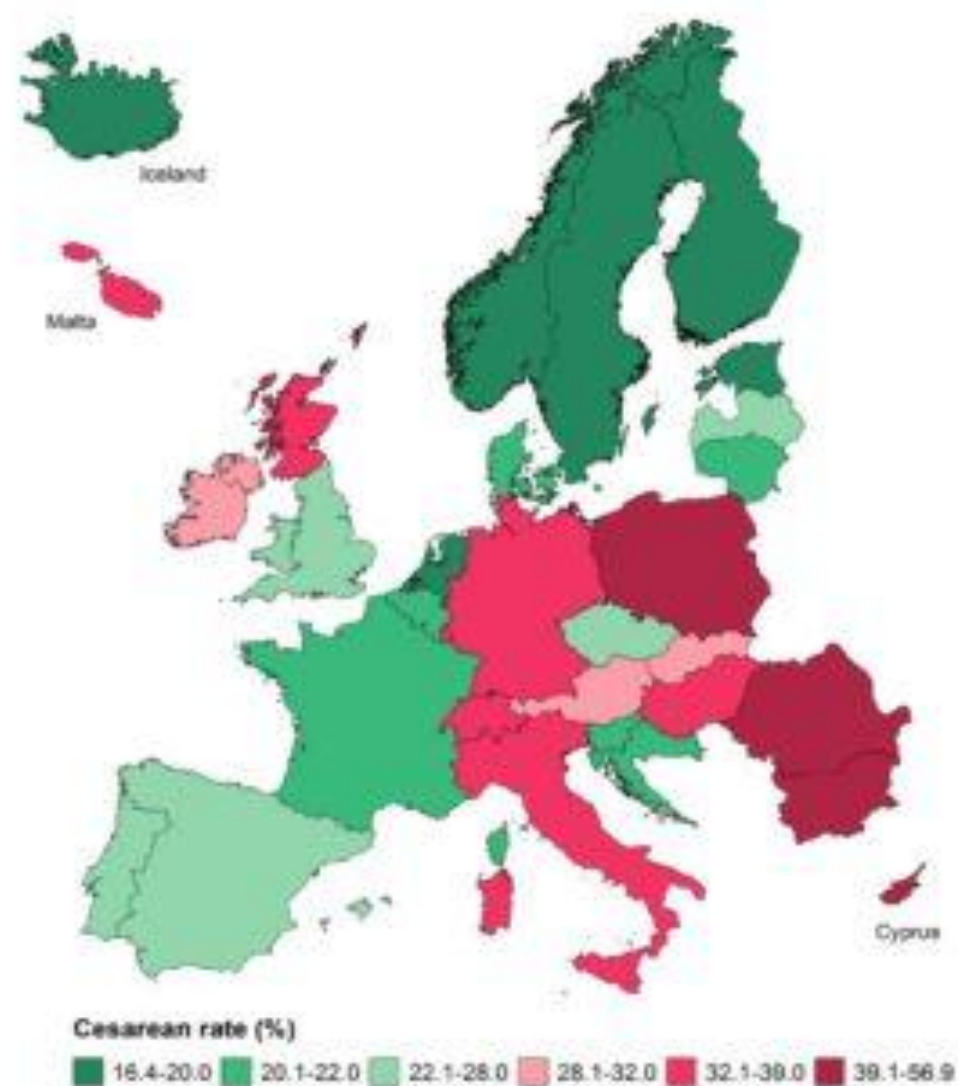 Iceland
Malta
Cyprus
Cesarean rate (%)
16.4-20.0 20.1-22.0 22.1-28.0 28.1-32.0 32.1-39.0 39.1-56.9